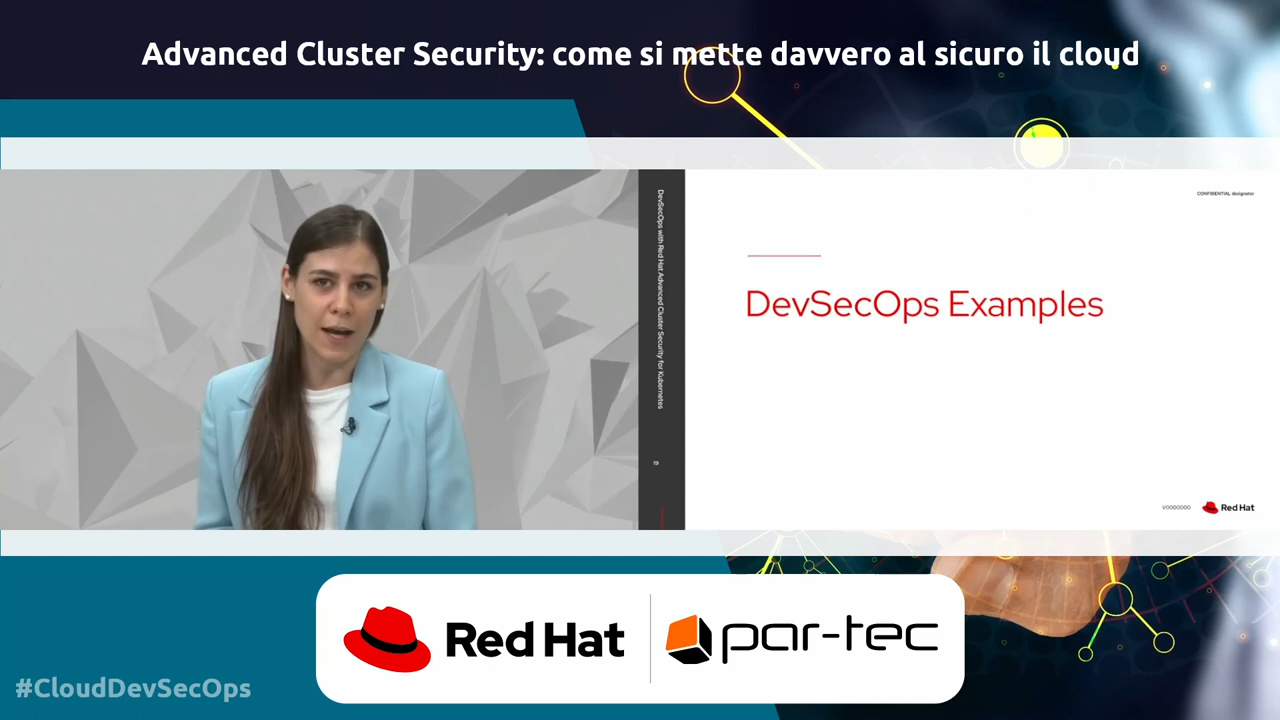 Advanced Cluster Security: come si mette davvero al sicuro il cloud
DevSecOps with Red Hat Advanced Cluster Security for Kubernetes
CONFIDENTIAL designator
DevSecOps Examples
V0000000
Red Hat
Red Hat
par-tec
#CloudDevSecOps